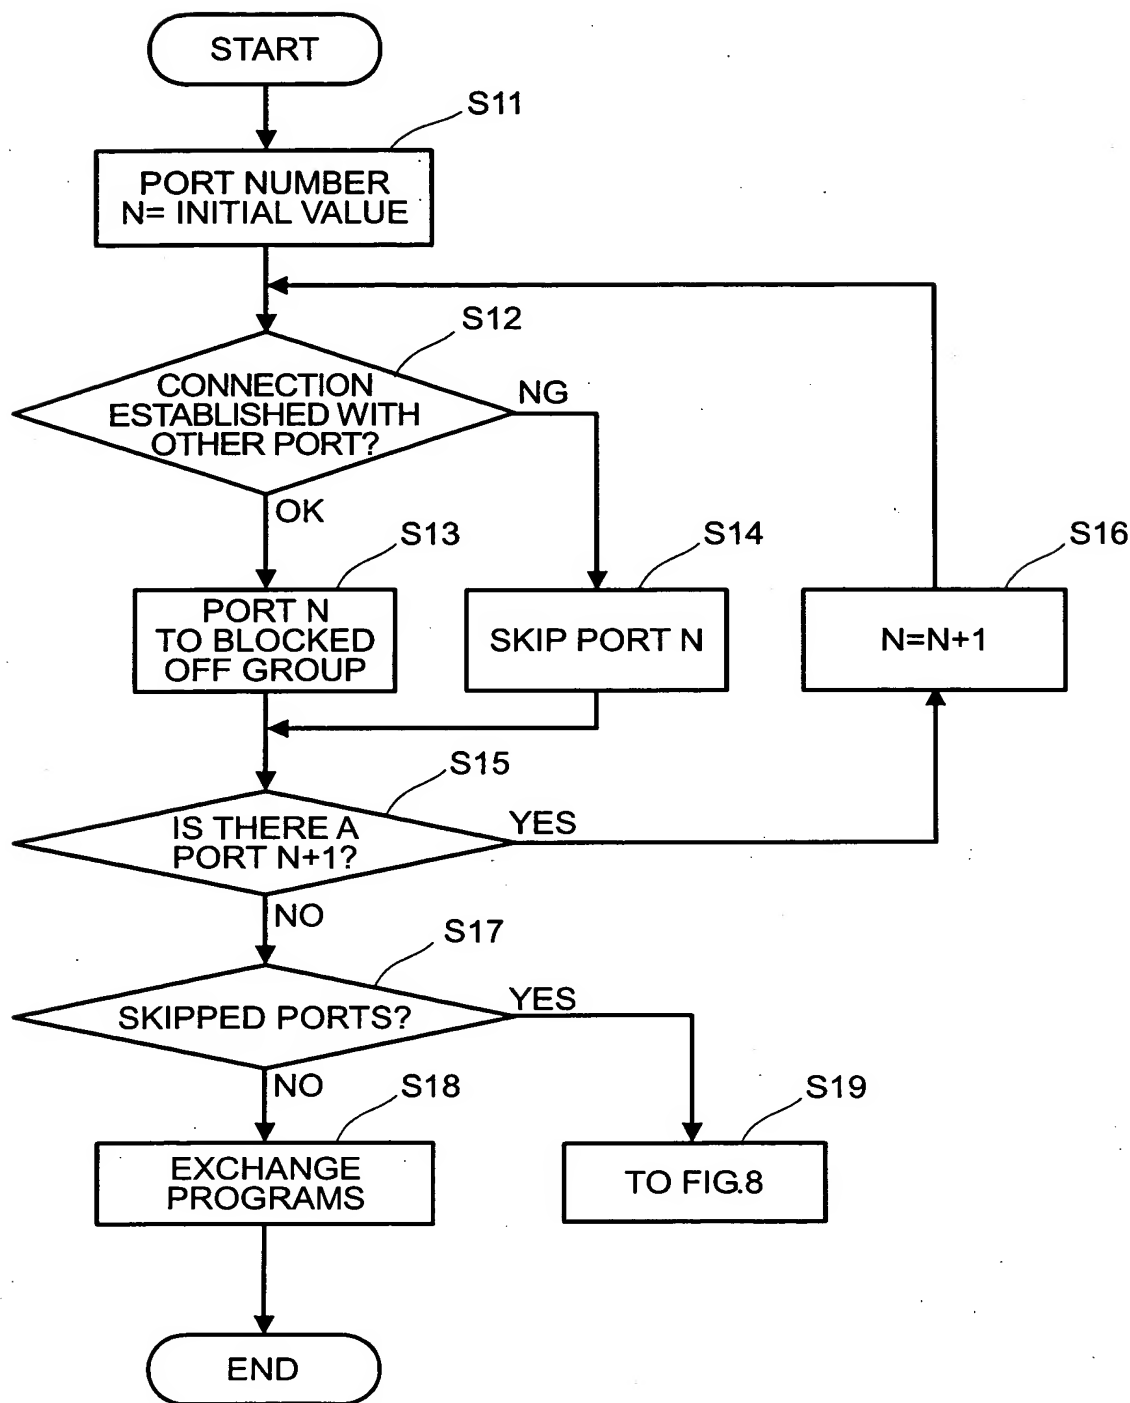 START
S11
PORT NUMBER
N= INITIAL VALUE
S12
CONNECTION
ESTABLISHED WITH
OTHER PORT?
NG
OK
S13
PORT N
TO BLOCKED
OFF GROUP
S14
SKIP PORT N
S16
N=N+1
S15
IS THERE A
PORT N+1?
YES
NO
S17
SKIPPED PORTS?
YES
NO
S18
EXCHANGE
PROGRAMS
S19
TO FIG.8
END